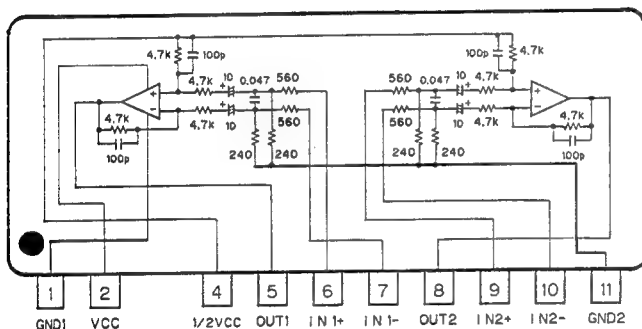 4.7k 100p 100p 4.7k
4.7k 10 0.047 560 560 0.047 10 4.7k
+ + + +
- + + -
4.7k 4.7k 10 560 560 10 4.7k 4.7k
100p 240 240 240 240 100p
1 2 4 5 6 7 8 9 10 11
GND1 VCC 1/2VCC OUT1 iN1+ iN1- OUT2 IN2+ IN2- GND2